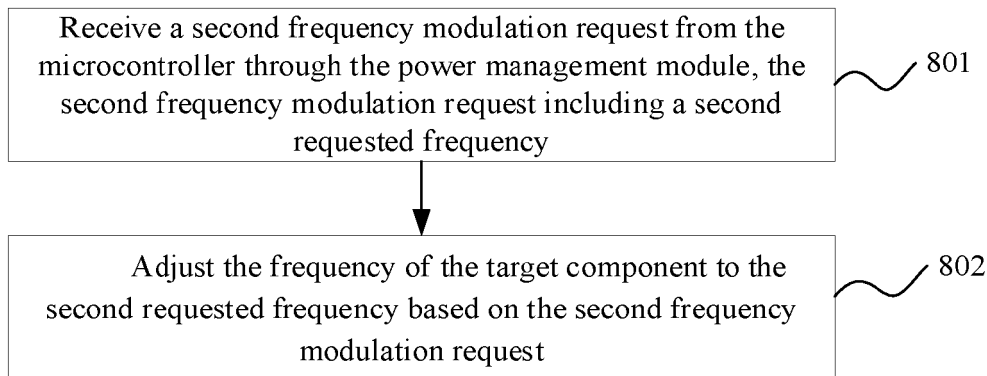 Receive a second frequency modulation request from the
microcontroller through the power management module, the
second frequency modulation request including a second
requested frequency
801
Adjust the frequency of the target component to the
second requested frequency based on the second frequency
modulation request
802